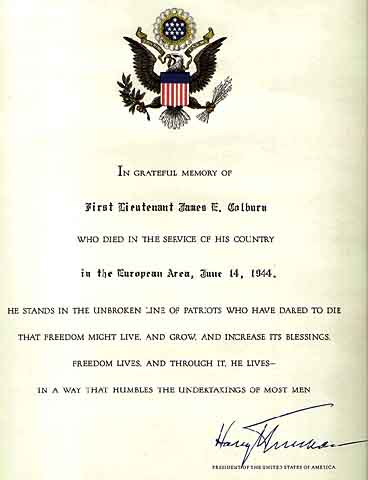 IN GRATEFUL MEMORY OF
First Lieutenant James E. Colburn
WHO DIED IN THE SERVICE OF HIS COUNTRY
in the European Area, June 14, 1944.
HE STANDS IN THE UNBROKEN LINE OF PATRIOTS WHO HAVE DARED TO DIE
THAT FREEDOM MIGHT LIVE, AND GROW, AND INCREASE ITS BLESSINGS.
FREEDOM LIVES, AND THROUGH IT, HE LIVES—
IN A WAY THAT HUMBLES THE UNDERTAKINGS OF MOST MEN
Harry Truman
PRESIDENT OF THE UNITED STATES OF AMERICA